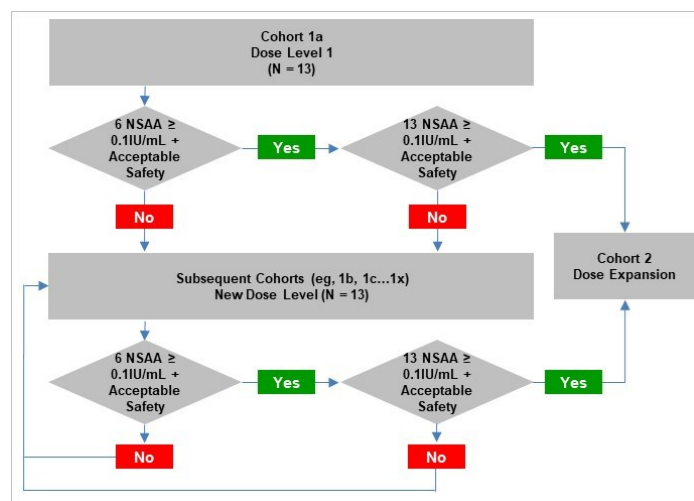 Cohort 1a
Dose Level 1
(N = 13)
6 NSAA ≥
0.1IU/mL +
Acceptable
Safety
Yes
13 NSAA ≥
0.1IU/mL +
Acceptable
Safety
Yes
No
No
Subsequent Cohorts (eg, 1b, 1c...1x)
New Dose Level (N = 13)
Cohort 2
Dose Expansion
6 NSAA ≥
0.1IU/mL +
Acceptable
Safety
Yes
13 NSAA ≥
0.1IU/mL +
Acceptable
Safety
Yes
No
No